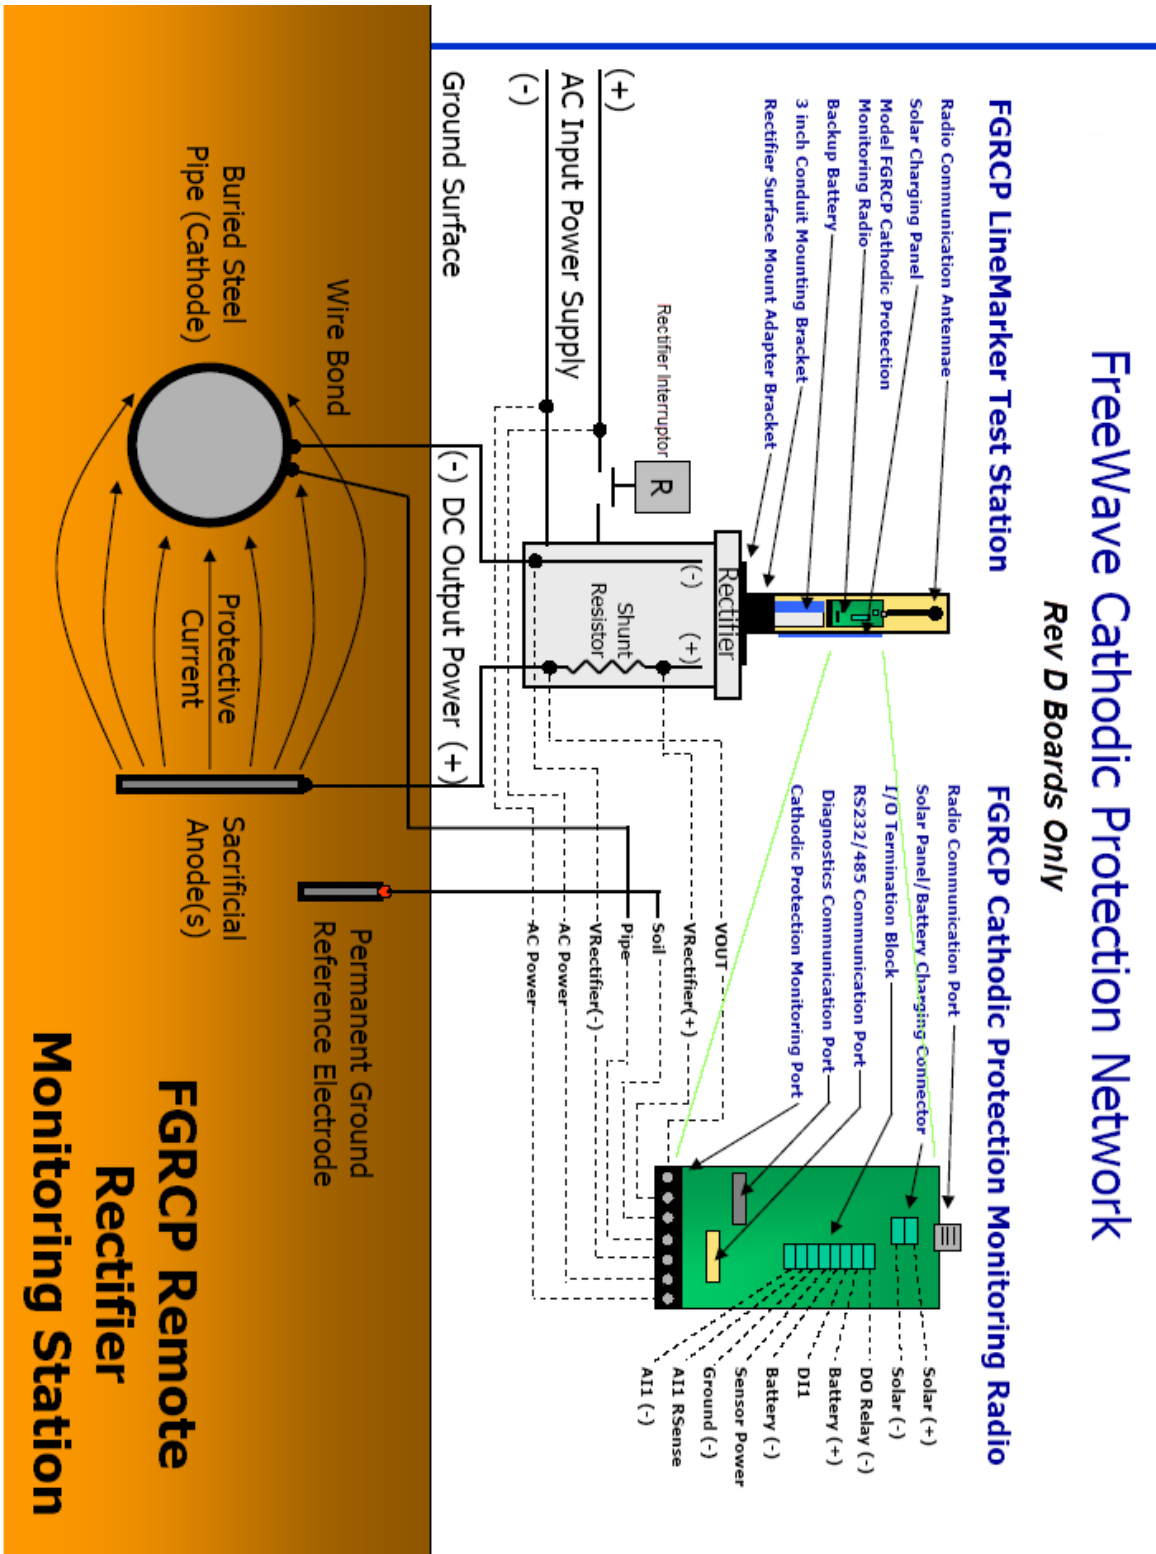 FreeWave Cathodic Protection Network
Rev D Boards Only
FGRCP LineMarker Test Station
Radio Communication Antennae
Solar Charging Panel
Model FGRCP Cathodic Protection
Monitoring Radio
Backup Battery
3 inch Conduit Mounting Bracket
Rectifier Surface Mount Adapter Bracket
FGRCP Cathodic Protection Monitoring Radio
Radio Communication Port
Solar Panel/Battery Charging Connector
I/O Termination Block
RS232/485 Communication Port
Diagnostics Communication Port
Cathodic Protection Monitoring Port
Solar (+)
Solar (-)
DO Relay (-)
Battery (+)
DI1
Battery (-)
Sensor Power
Ground (-)
AI1 RSense
AI1 (-)
Rectifier Interruptor
R
Rectifier
(-)
(+)
Shunt
Resistor
(+)
AC Input Power Supply
(-)
VOUT
VRectifier(+)
Soil
Pipe
VRectifier(-)
AC Power
AC Power
Ground Surface
(-) DC Output Power (+)
Wire Bond
Buried Steel
Pipe (Cathode)
Protective
Current
Sacrificial
Anode(s)
Permanent Ground
Reference Electrode
FGRCP Remote
Rectifier
Monitoring Station